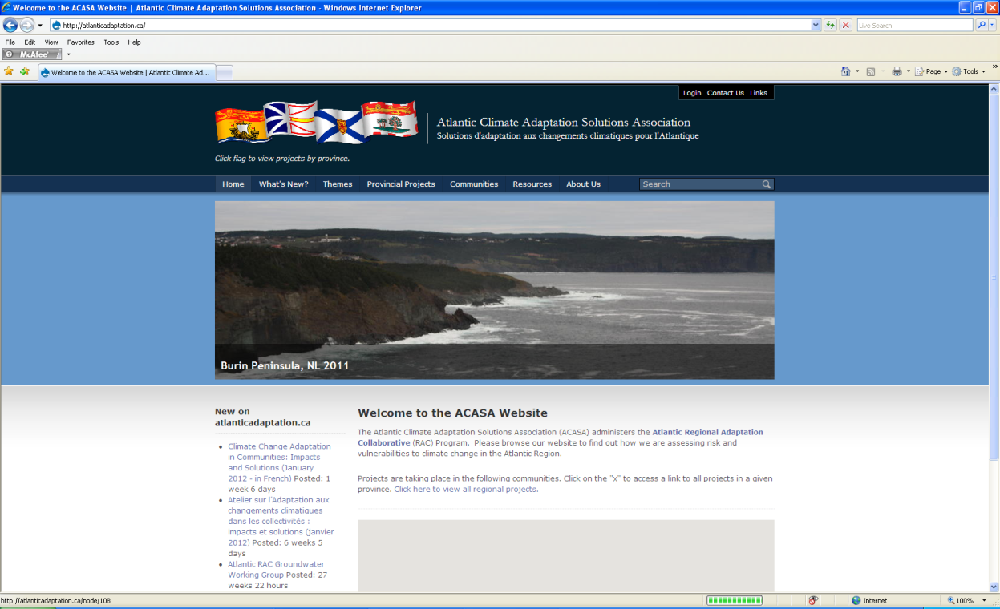 Welcome to the ACASA Website | Atlantic Climate Adaptation Solutions Association - Windows Internet Explorer
http://atlanticadaptation.ca/
Live Search
File Edit View Favorites Tools Help
McAfee
Welcome to the ACASA Website | Atlantic Climate Ad...
Page Tools
Login Contact Us Links
Atlantic Climate Adaptation Solutions Association
Solutions d'adaptation aux changements climatiques pour l'Atlantique
Click flag to view projects by province.
Home What's New? Themes Provincial Projects Communities Resources About Us Search
Burin Peninsula, NL 2011
New on
atlanticadaptation.ca
Climate Change Adaptation
in Communities: Impacts
and Solutions (January
2012 - in French) Posted: 1
week 6 days
Atelier sur l'Adaptation aux
changements climatiques
dans les collectivités :
impacts et solutions (janvier
2012) Posted: 6 weeks 5
days
Atlantic RAC Groundwater
Working Group Posted: 27
weeks 22 hours
Welcome to the ACASA Website
The Atlantic Climate Adaptation Solutions Association (ACASA) administers the Atlantic Regional Adaptation
Collaborative (RAC) Program. Please browse our website to find out how we are assessing risk and
vulnerabilities to climate change in the Atlantic Region.
Projects are taking place in the following communities. Click on the "x" to access a link to all projects in a given
province. Click here to view all regional projects.
http://atlanticadaptation.ca/node/108
Internet
100%